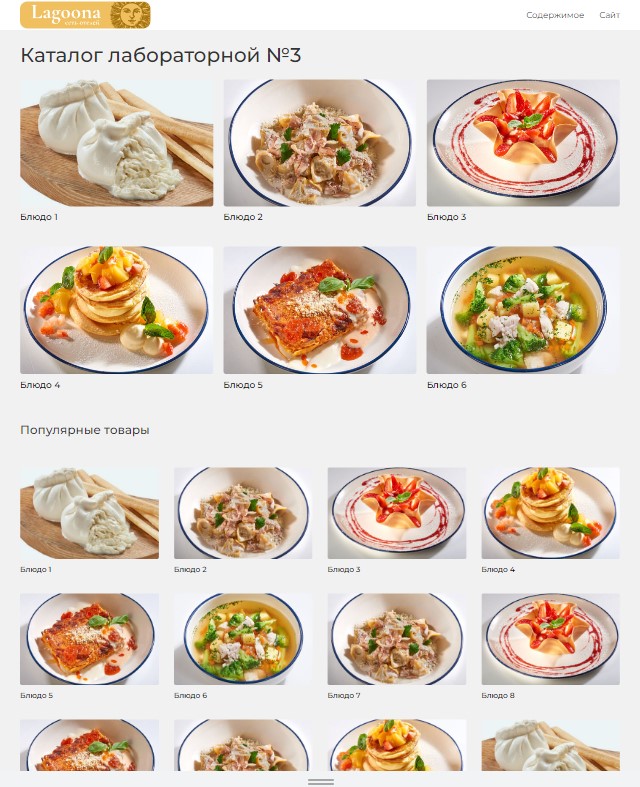 Lagoona
Содержимое Сайт
Каталог лабораторной №3
Блюдо 1 Блюдо 2 Блюдо 3
Блюдо 4 Блюдо 5 Блюдо 6
Популярные товары
Блюдо 1 Блюдо 2 Блюдо 3 Блюдо 4
Блюдо 5 Блюдо 6 Блюдо 7 Блюдо 8